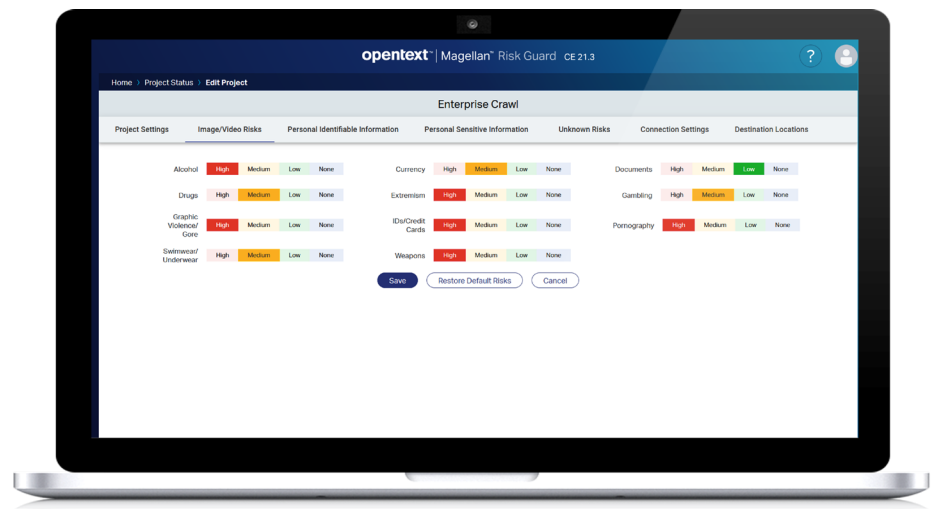 opentext™ | Magellan™ Risk Guard CE 21.3
?
Home > Project Status > Edit Project
Enterprise Crawl
Project Settings Image/Video Risks Personal Identifiable Information Personal Sensitive Information Unknown Risks Connection Settings Destination Locations
Alcohol High Medium Low None Currency High Medium Low None Documents High Medium Low None
Drugs High Medium Low None Extremism High Medium Low None Gambling High Medium Low None
Graphic
Violence/
Gore High Medium Low None IDs/Credit
Cards High Medium Low None Pornography High Medium Low None
Swimwear/
Underwear High Medium Low None Weapons High Medium Low None
Save Restore Default Risks Cancel